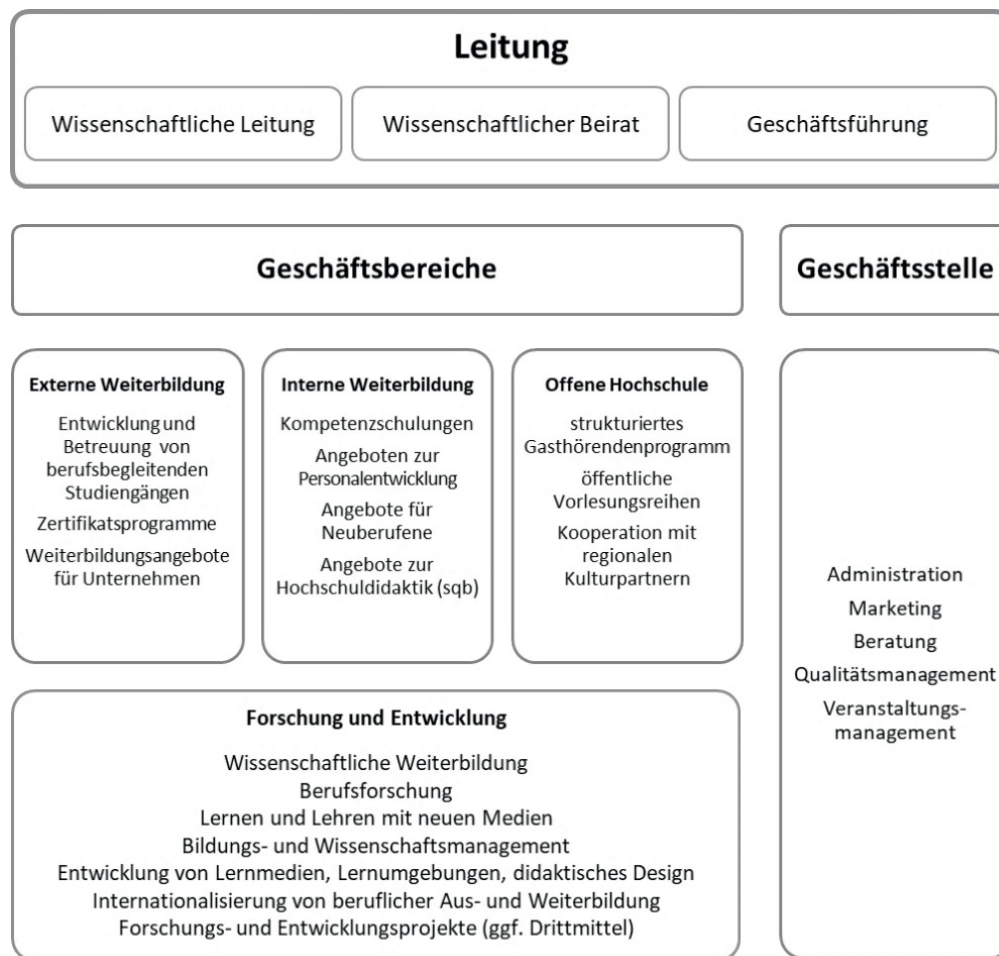 Leitung
Wissenschaftliche Leitung
Wissenschaftlicher Beirat
Geschäftsführung
Geschäftsbereiche
Geschäftsstelle
Externe Weiterbildung
Entwicklung und
Betreuung von
berufsbegleitenden
Studiengängen
Zertifikatsprogramme
Weiterbildungsangebote
für Unternehmen
Interne Weiterbildung
Kompetenzschulungen
Angeboten zur
Personalentwicklung
Angebote für
Neuberufene
Angebote zur
Hochschuldidaktik (sqb)
Offene Hochschule
strukturiertes
Gasthörendenprogramm
öffentliche
Vorlesungsreihen
Kooperation mit
regionalen
Kulturpartnern
Administration
Marketing
Beratung
Qualitätsmanagement
Veranstaltungs-
management
Forschung und Entwicklung
Wissenschaftliche Weiterbildung
Berufsforschung
Lernen und Lehren mit neuen Medien
Bildungs- und Wissenschaftsmanagement
Entwicklung von Lernmedien, Lernumgebungen, didaktisches Design
Internationalisierung von beruflicher Aus- und Weiterbildung
Forschungs- und Entwicklungsprojekte (ggf. Drittmittel)